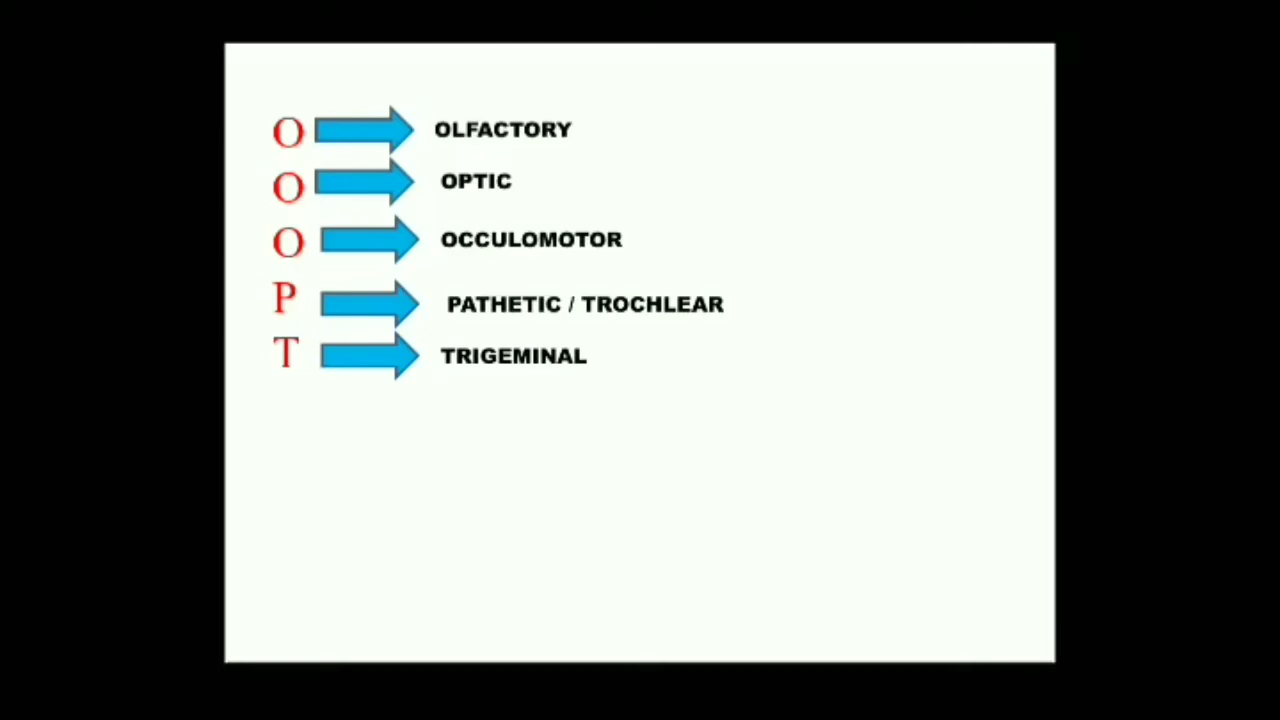 O OLFACTORY
O OPTIC
O OCCULOMOTOR
P PATHETIC / TROCHLEAR
T TRIGEMINAL